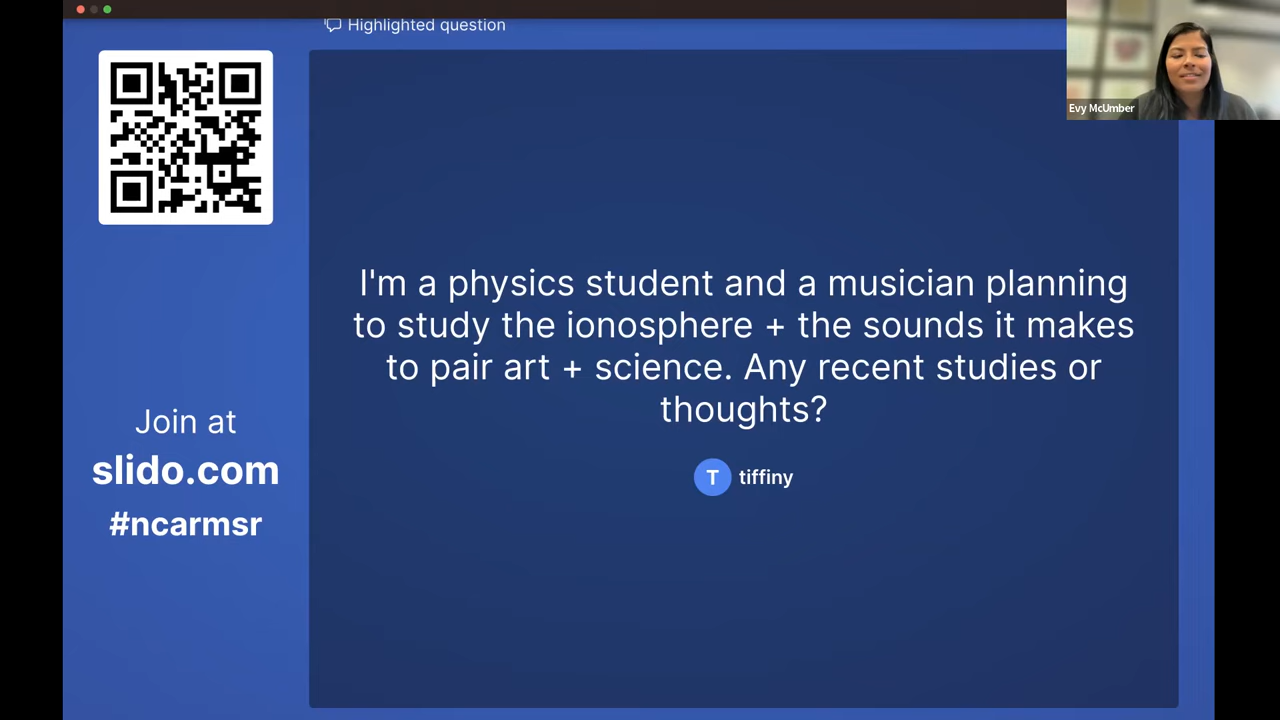 Highlighted question
Evy McUmber
I'm a physics student and a musician planning
to study the ionosphere + the sounds it makes
to pair art + science. Any recent studies or
thoughts?
T tiffiny
Join at
slido.com
#ncarmsr